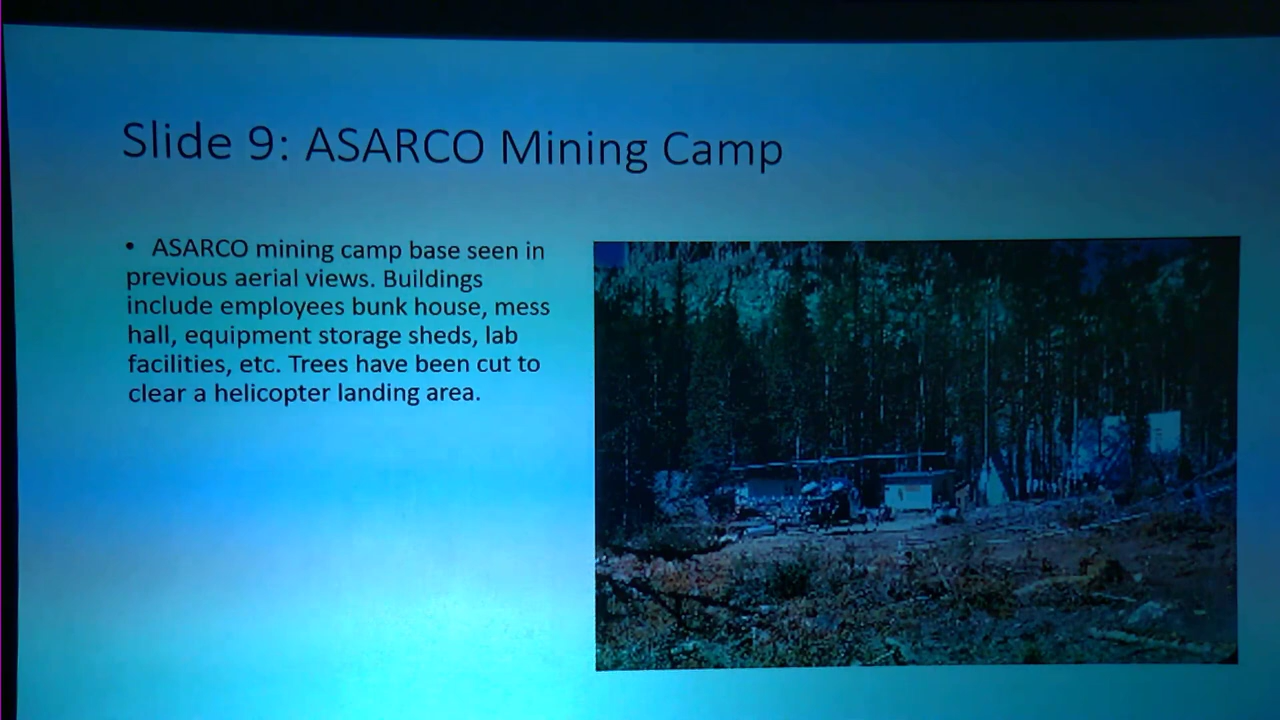 Slide 9: ASARCO Mining Camp
• ASARCO mining camp base seen in
previous aerial views. Buildings
include employees bunk house, mess
hall, equipment storage sheds, lab
facilities, etc. Trees have been cut to
clear a helicopter landing area.